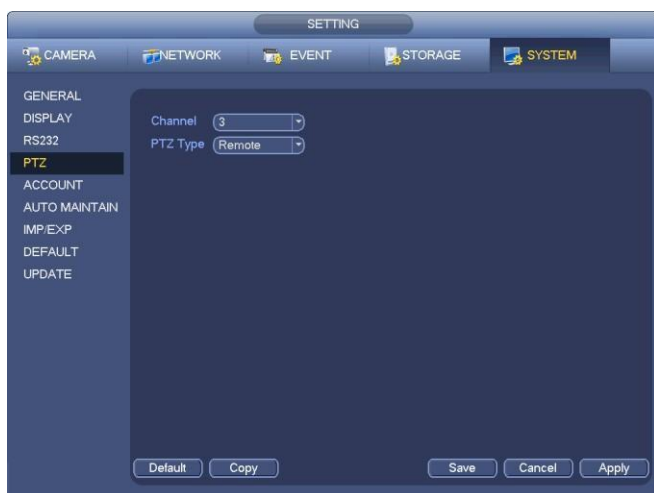 SETTING
CAMERA NETWORK EVENT STORAGE SYSTEM
GENERAL
DISPLAY
RS232
PTZ
ACCOUNT
AUTO MAINTAIN
IMP/EXP
DEFAULT
UPDATE
Channel 3
PTZ Type Remote
Default Copy Save Cancel Apply